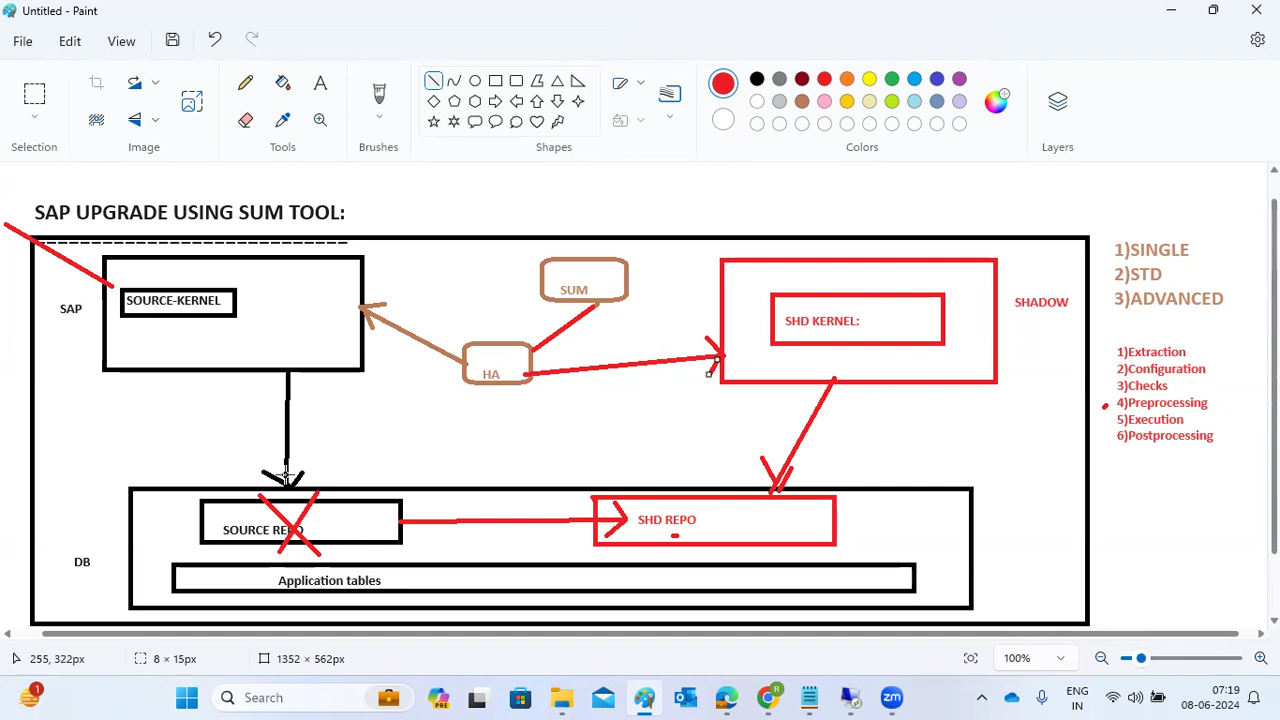 Untitled - Paint
File Edit View
Selection Image Tools Brushes Shapes Colors Layers
SAP UPGRADE USING SUM TOOL:
SAP
SOURCE-KERNEL
SUM
HA
SHD KERNEL:
SHADOW
1)SINGLE
2)STD
3)ADVANCED
1)Extraction
2)Configuration
3)Checks
4)Preprocessing
5)Execution
6)Postprocessing
DB
SOURCE REPO
SHD REPO
Application tables
255, 322px 8 × 15px 1352 × 562px 100%
1 Search PRE ENG 07:13
IN 08-06-2024